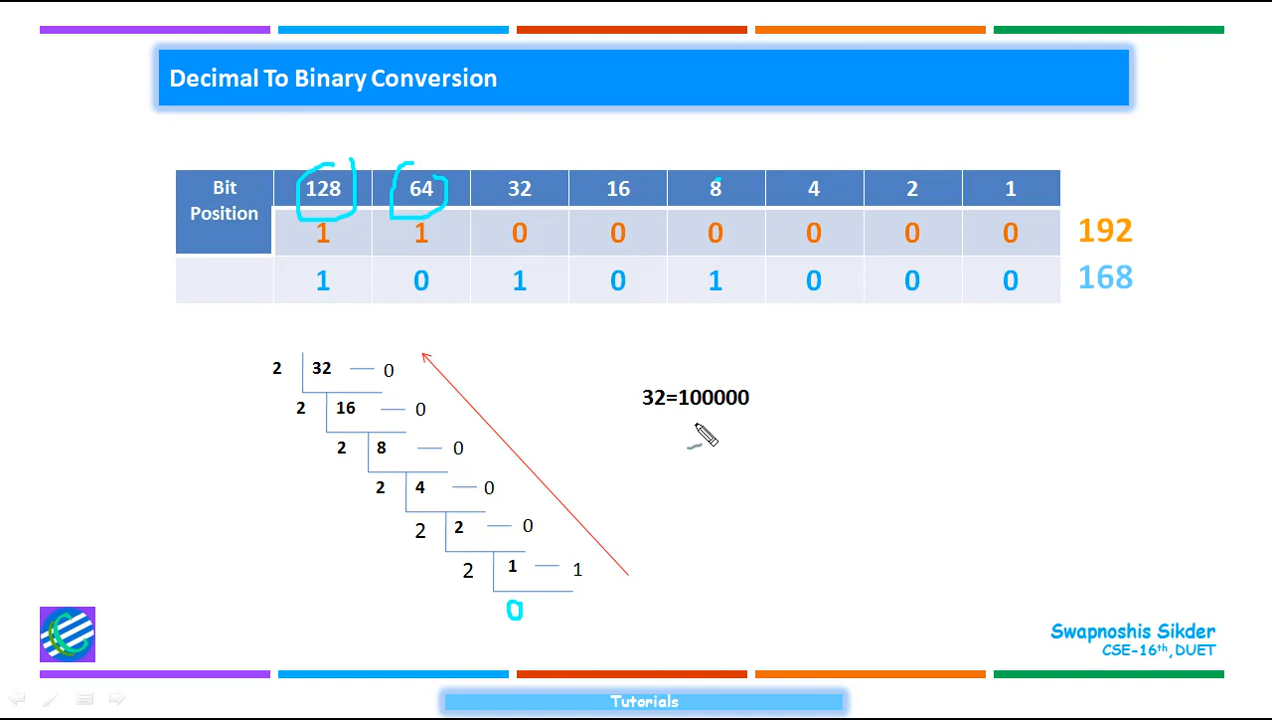 Decimal To Binary Conversion
Bit Position 128 64 32 16 8 4 2 1
1 1 0 0 0 0 0 0 192
1 0 1 0 1 0 0 0 168
2 32 — 0
32=100000
2 16 — 0
2 8 — 0
2 4 — 0
2 2 — 0
2 1 — 1
0
Swapnoshis Sikder
CSE-16th,DUET
Tutorials